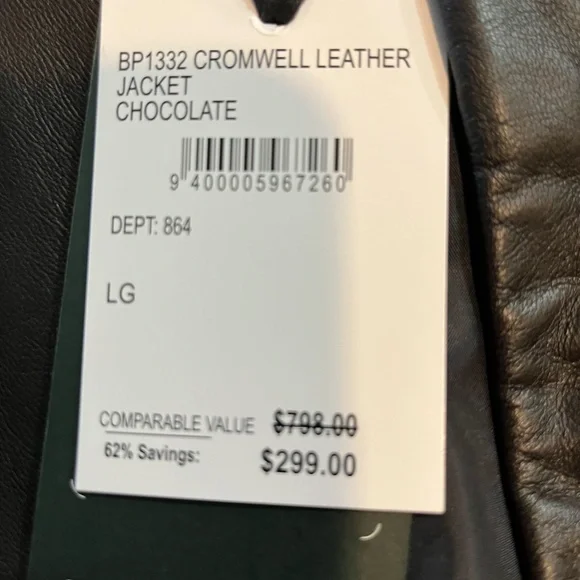 BP1332 CROMWELL LEATHER
JACKET
CHOCOLATE
9 400005967260
DEPT: 864
LG
COMPARABLE VALUE $798.00
62% Savings: $299.00